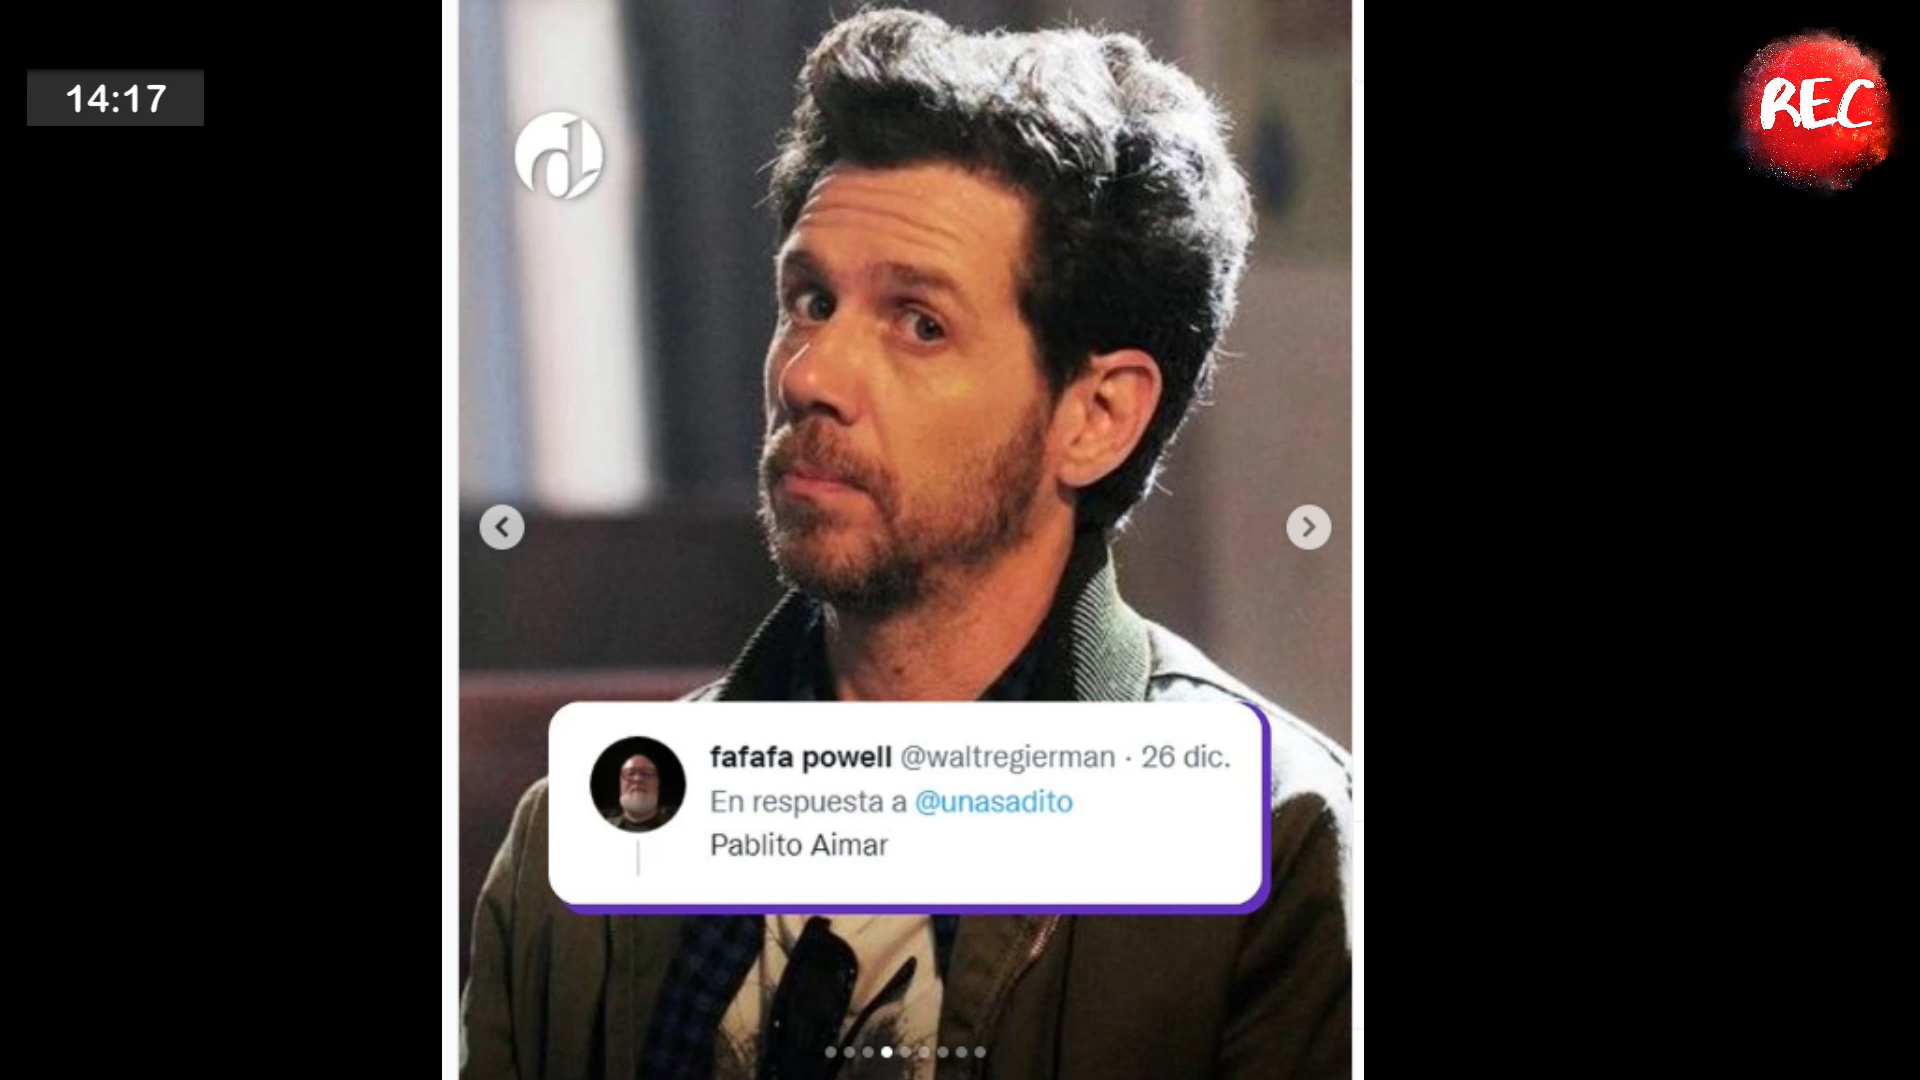 14:17
REC
d
fafafa powell @waltregierman · 26 dic.
En respuesta a @unasadito
Pablito Aimar